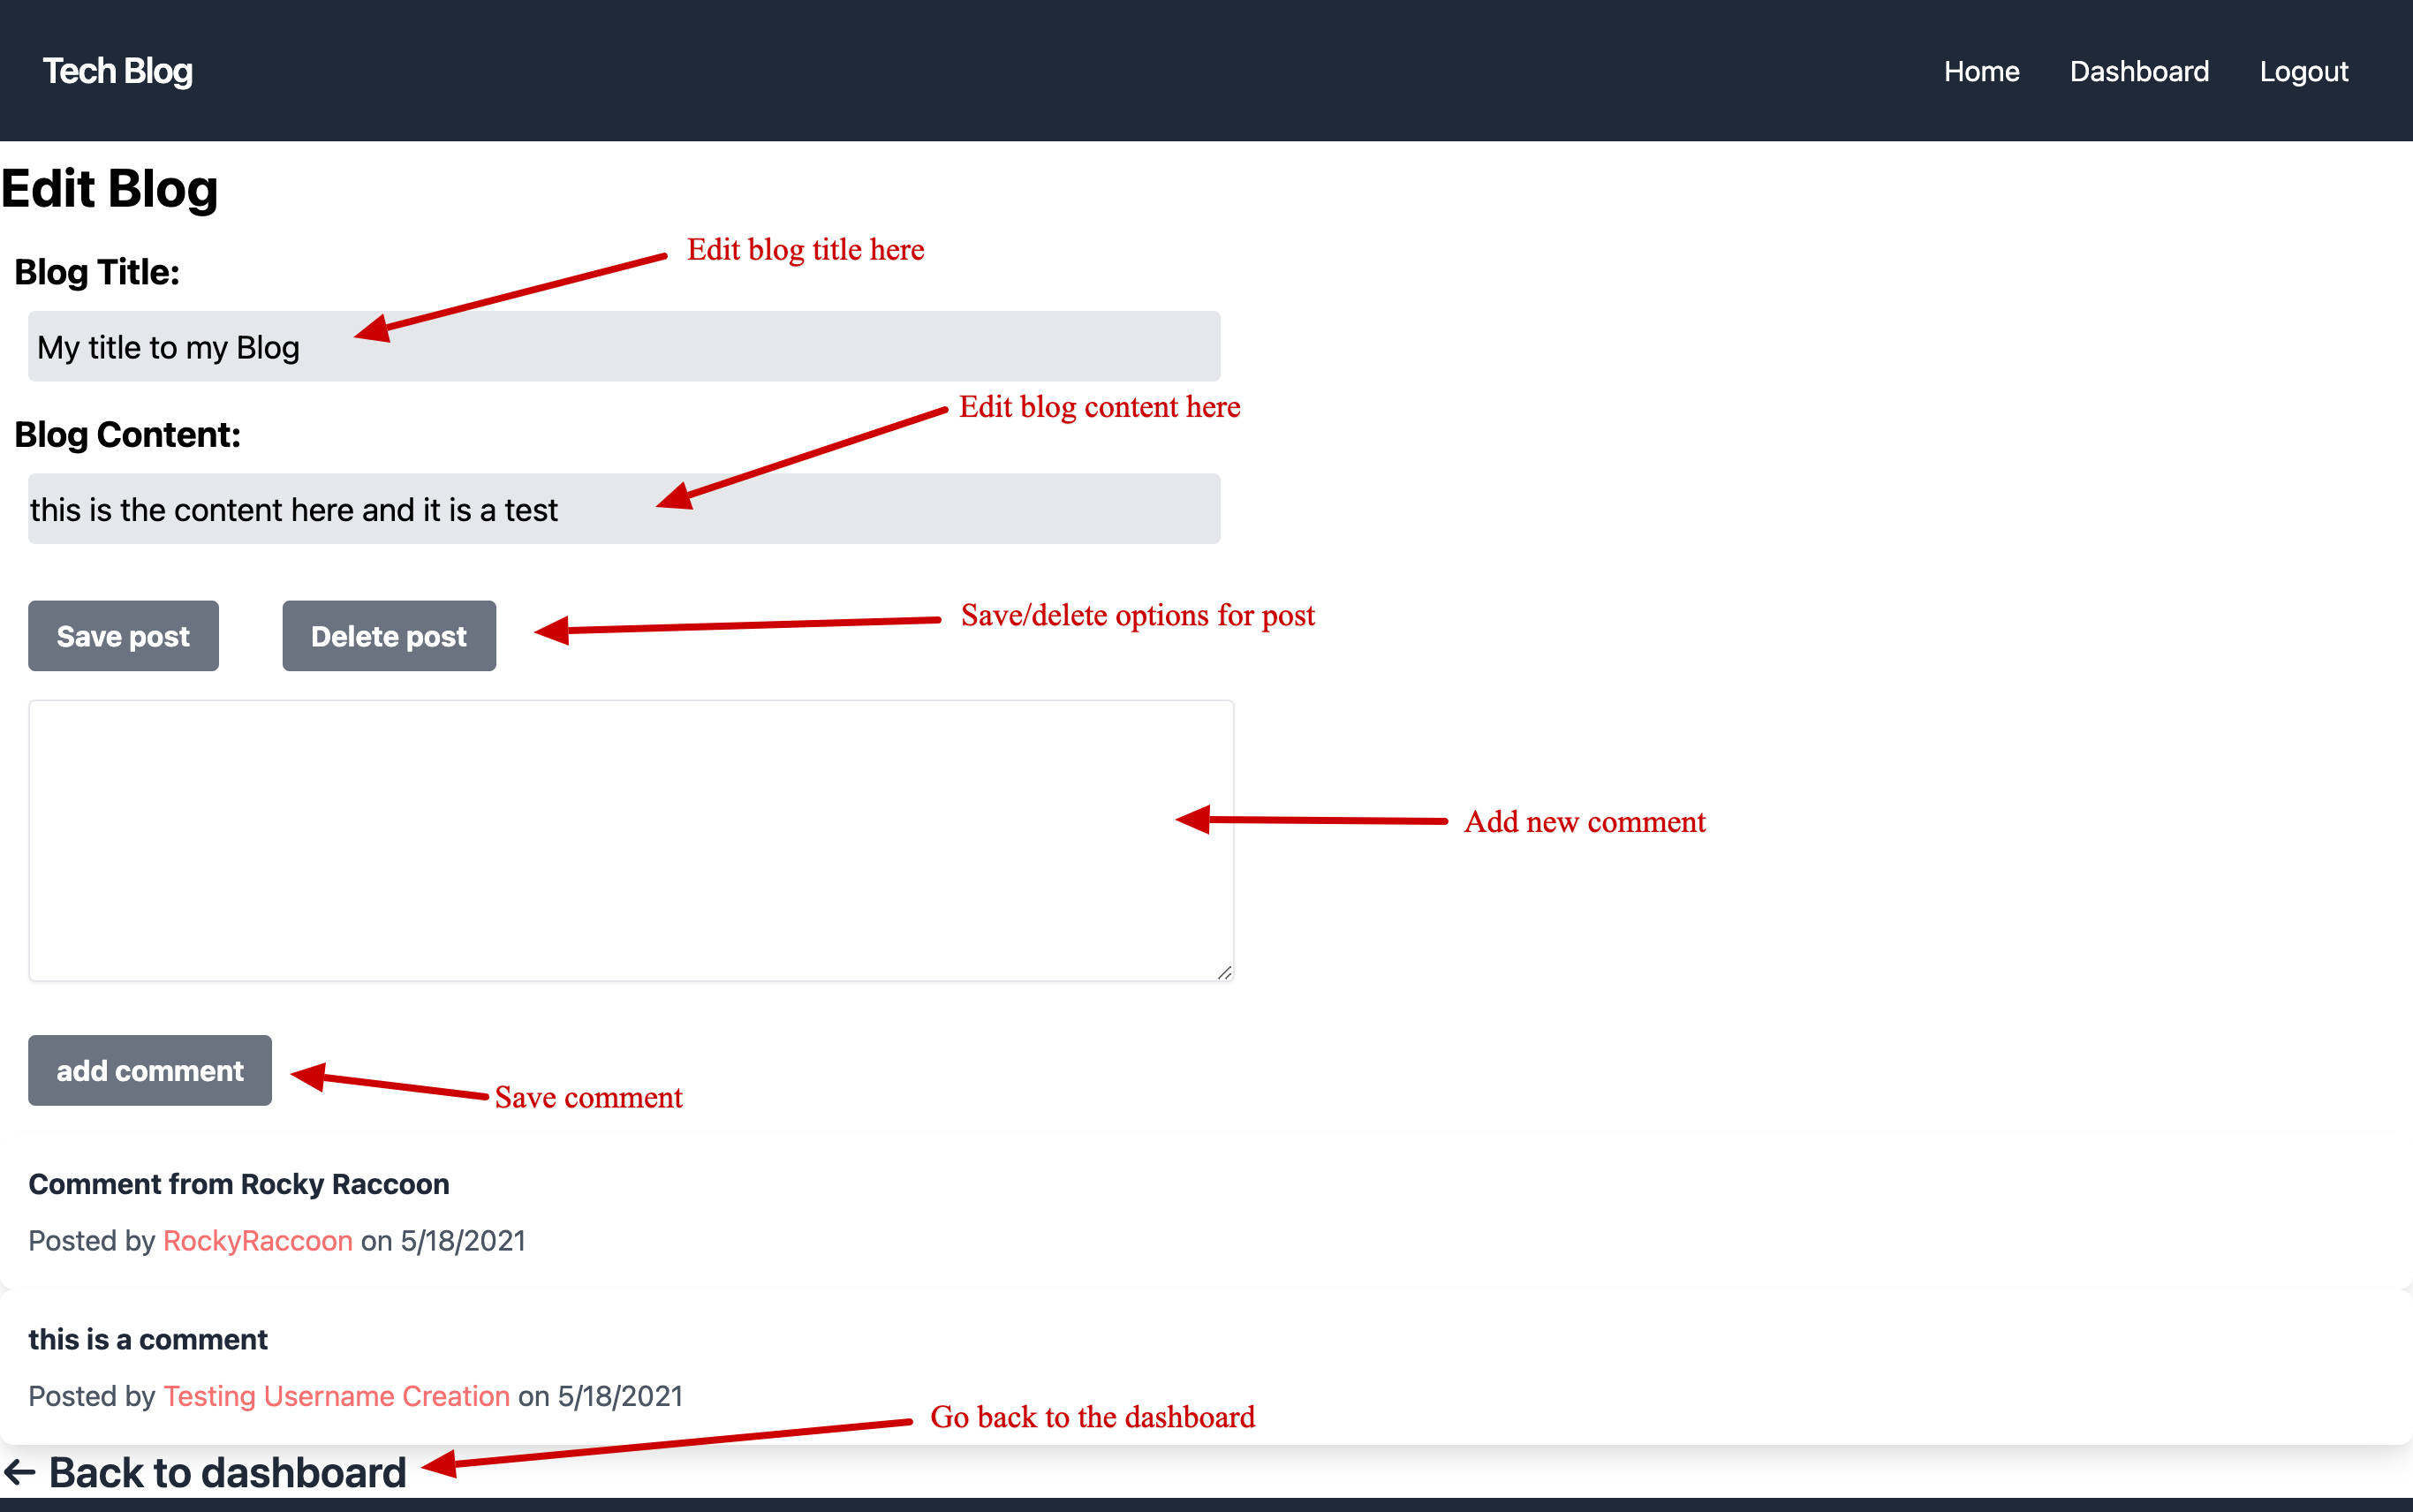 Tech Blog
Home Dashboard Logout
Edit Blog
Edit blog title here
Blog Title:
My title to my Blog
Edit blog content here
Blog Content:
this is the content here and it is a test
Save post Delete post
Save/delete options for post
Add new comment
add comment
Save comment
Comment from Rocky Raccoon
Posted by RockyRaccoon on 5/18/2021
this is a comment
Posted by Testing Username Creation on 5/18/2021
Go back to the dashboard
← Back to dashboard